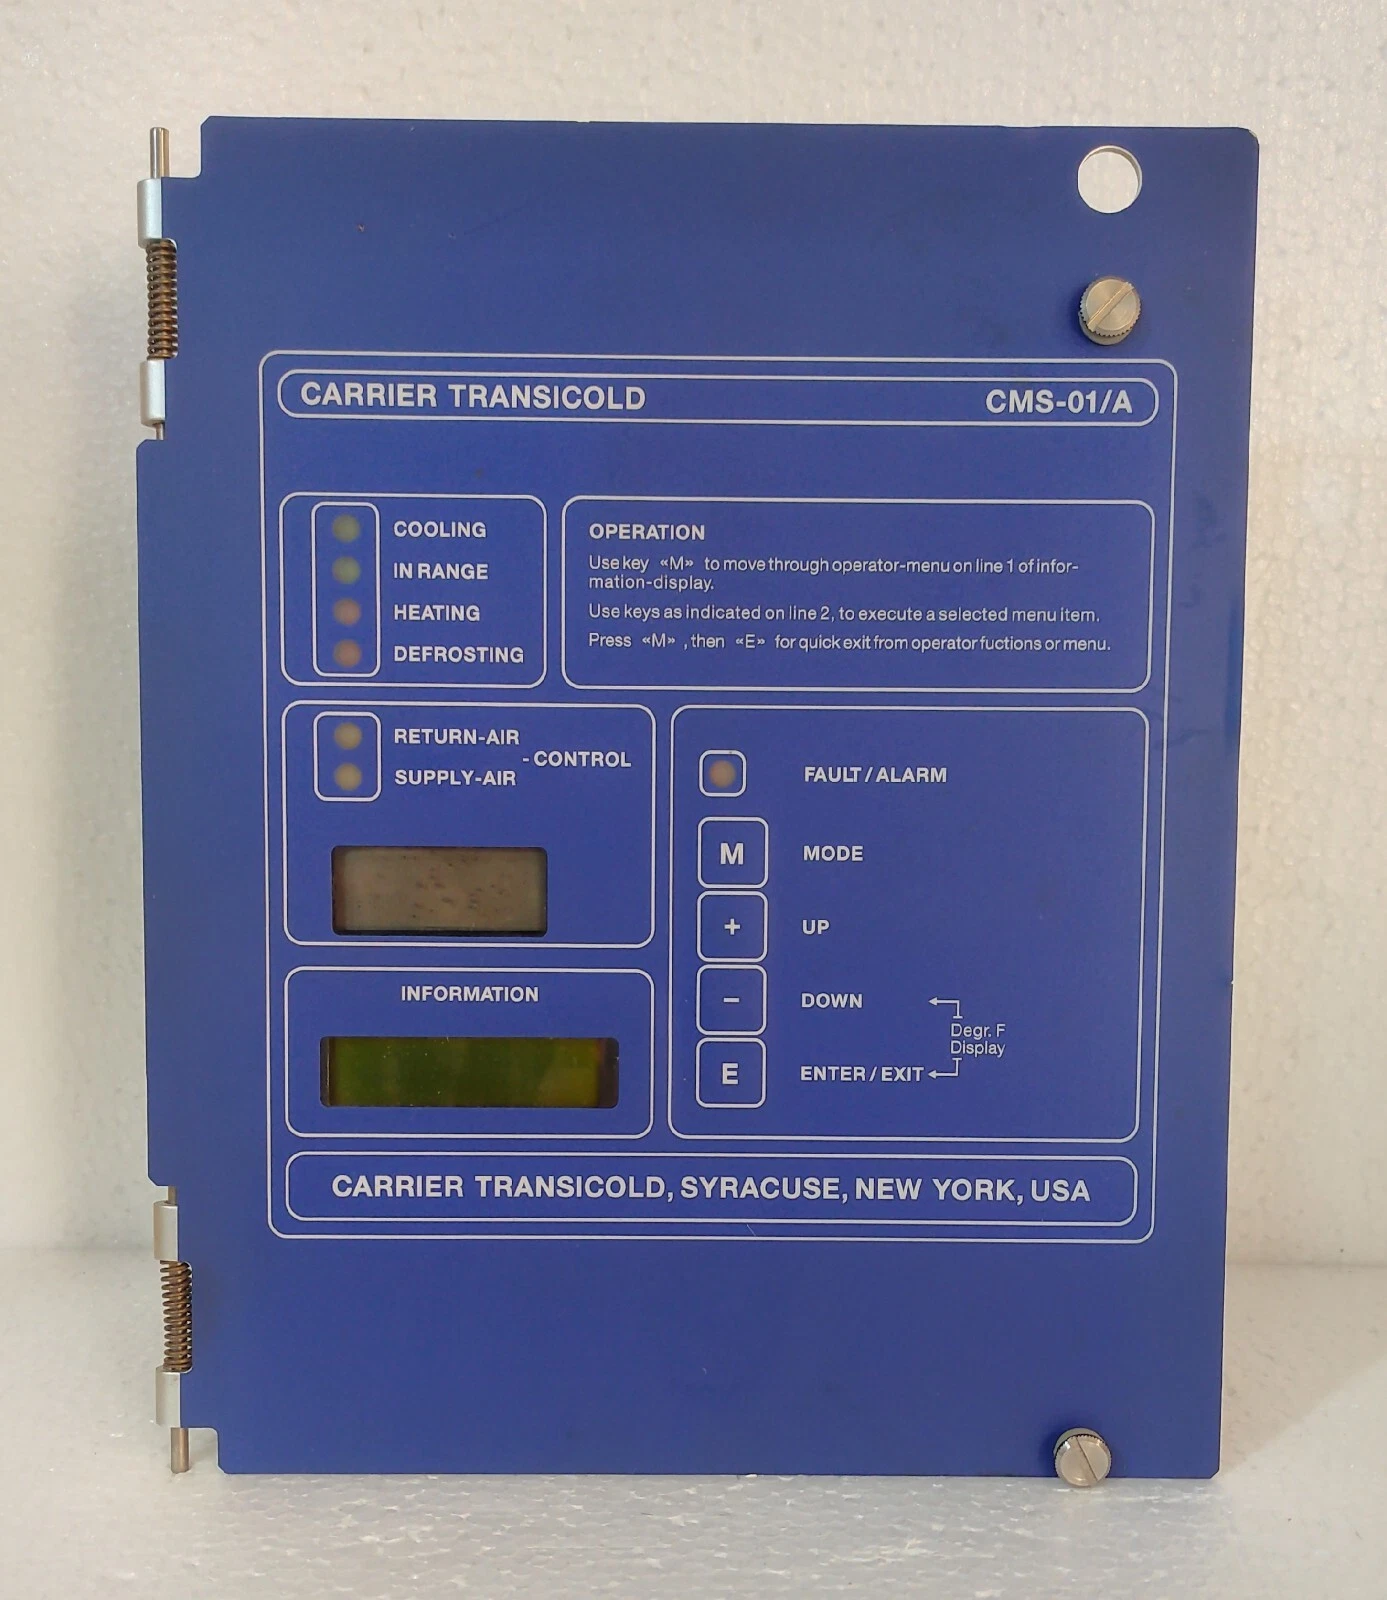 CARRIER TRANSICOLD CMS-01/A
COOLING
IN RANGE
HEATING
DEFROSTING
OPERATION
Use key «M» to move through operator-menu on line 1 of infor-
mation-display.
Use keys as indicated on line 2, to execute a selected menu item.
Press «M» , then «E» for quick exit from operator fuctions or menu.
RETURN-AIR
- CONTROL
SUPPLY-AIR
INFORMATION
FAULT / ALARM
M MODE
+ UP
- DOWN
Degr. F
Display
E ENTER / EXIT
CARRIER TRANSICOLD, SYRACUSE, NEW YORK, USA